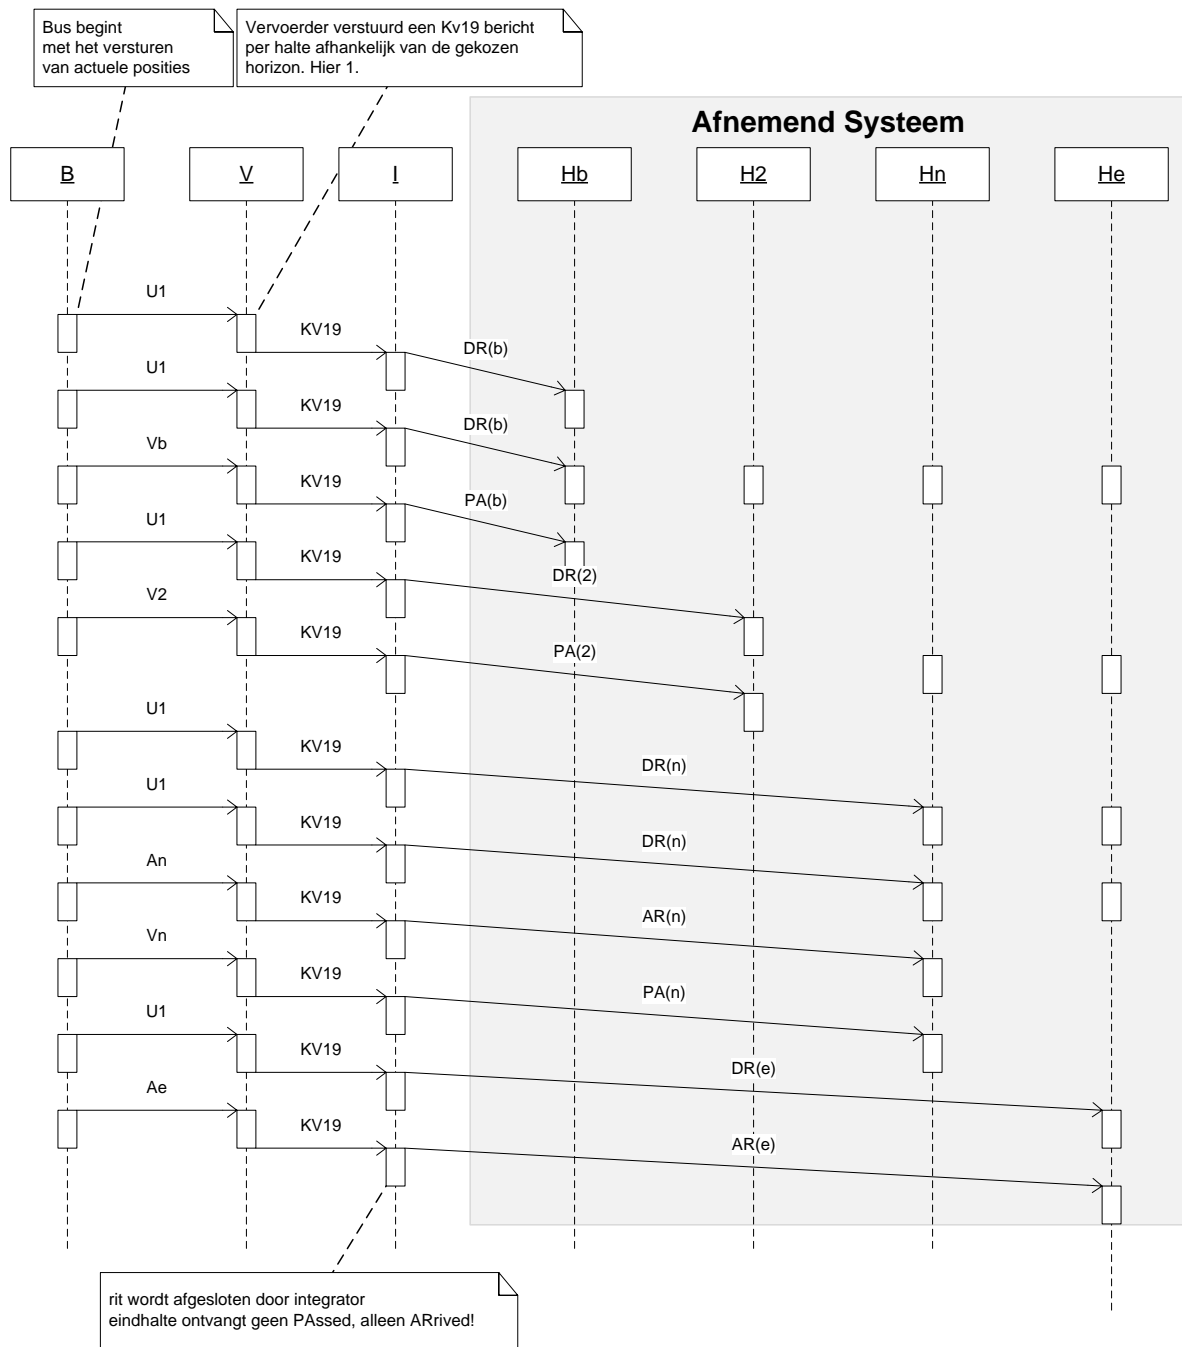 Bus begint
met het versturen
van actuele posities
Vervoerder verstuurd een Kv19 bericht
per halte afhankelijk van de gekozen
horizon. Hier 1.
Afnemend Systeem
B
V
I
Hb
H2
Hn
He
U1
KV19
DR(b)
U1
KV19
DR(b)
Vb
KV19
PA(b)
U1
KV19
DR(2)
V2
KV19
PA(2)
U1
KV19
DR(n)
U1
KV19
DR(n)
An
KV19
AR(n)
Vn
KV19
PA(n)
U1
KV19
DR(e)
Ae
KV19
AR(e)
rit wordt afgesloten door integrator
eindhalte ontvangt geen PAssed, alleen ARrived!